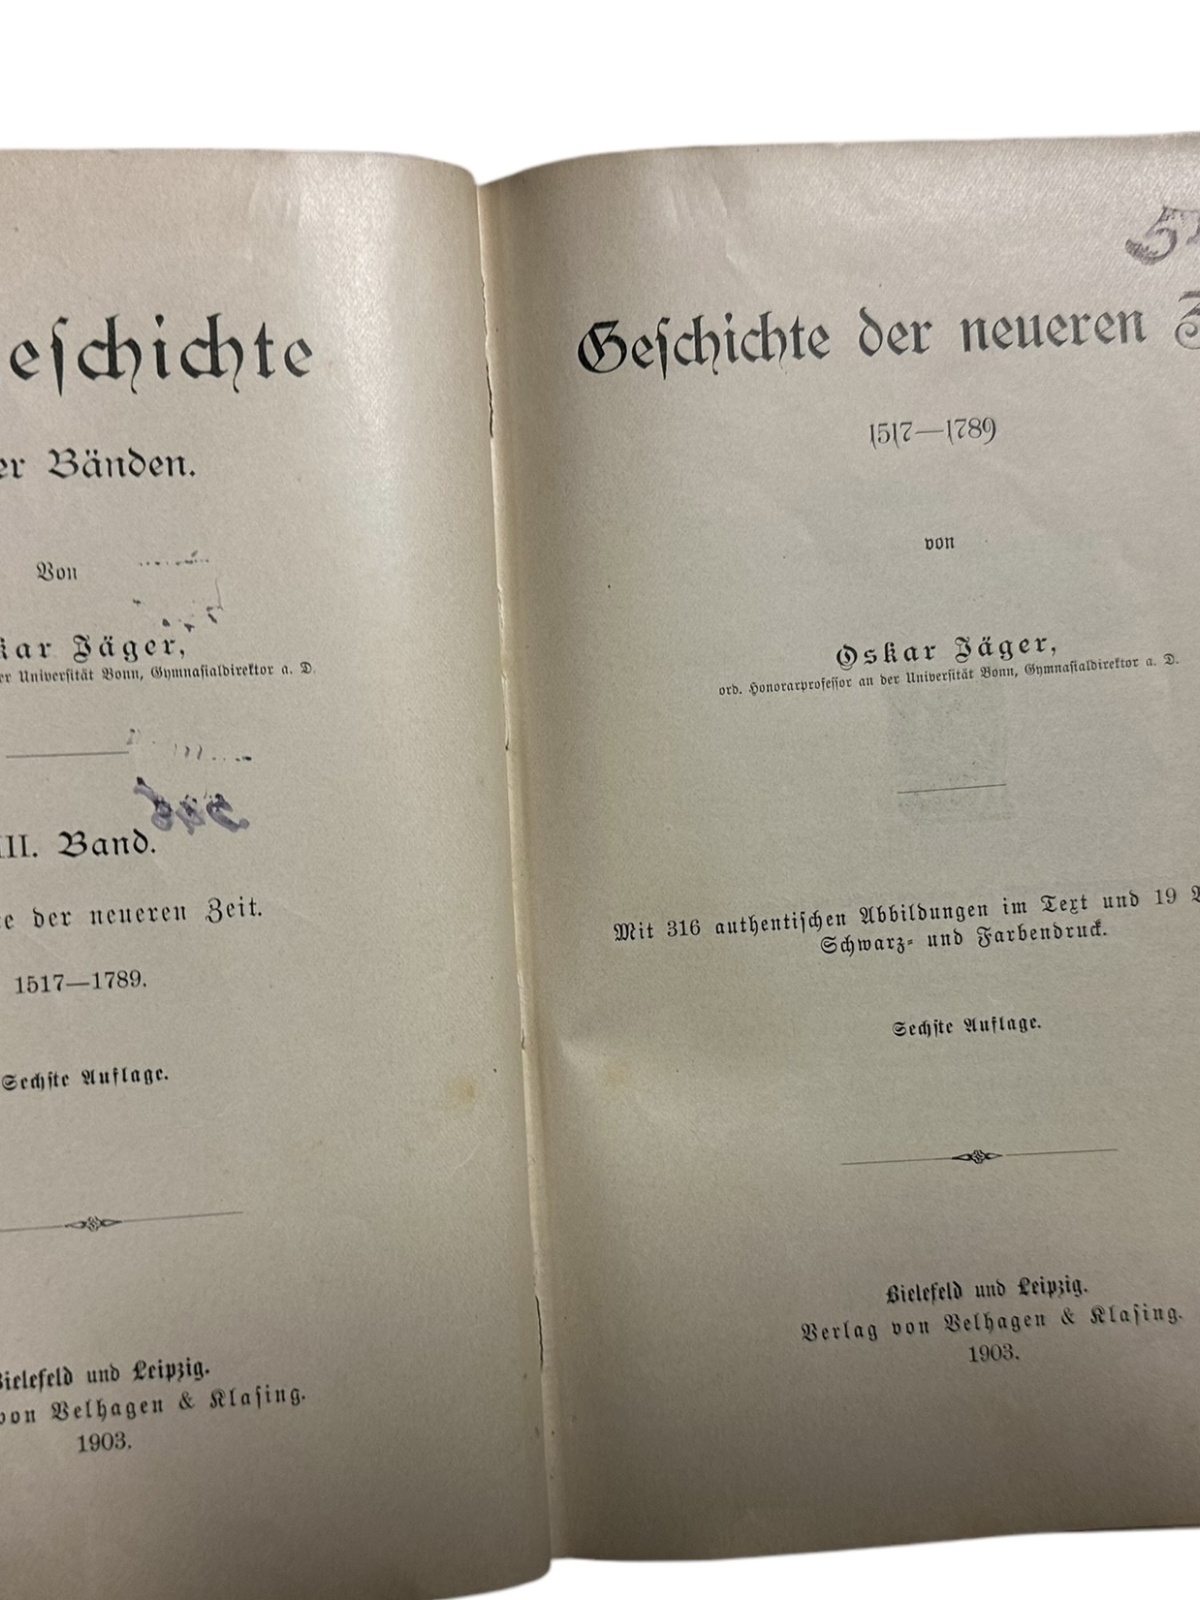 eschichte
er Bänden.
Von
kar Jäger,
er Universität Bonn, Gymnasialdirektor a. D.
III. Band.
te der neueren Zeit.
1517—1789.
Sechste Auflage.
Bielefeld und Leipzig.
von Velhagen & Klasing.
1903.
Geschichte der neueren
1517—1789
von
Oskar Jäger,
ord. Honorarprofessor an der Universität Bonn, Gymnasialdirektor a. D.
Mit 316 authentischen Abbildungen im Text und 19
Schwarz- und Farbendruck.
Sechste Auflage.
Bielefeld und Leipzig.
Verlag von Velhagen & Klasing.
1903.